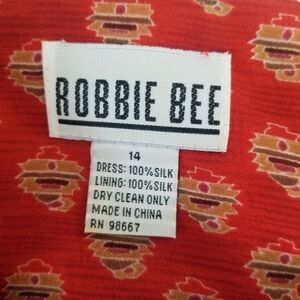 ROBBIE BEE
14
DRESS: 100% SILK
LINING: 100% SILK
DRY CLEAN ONLY
MADE IN CHINA
RN 98667